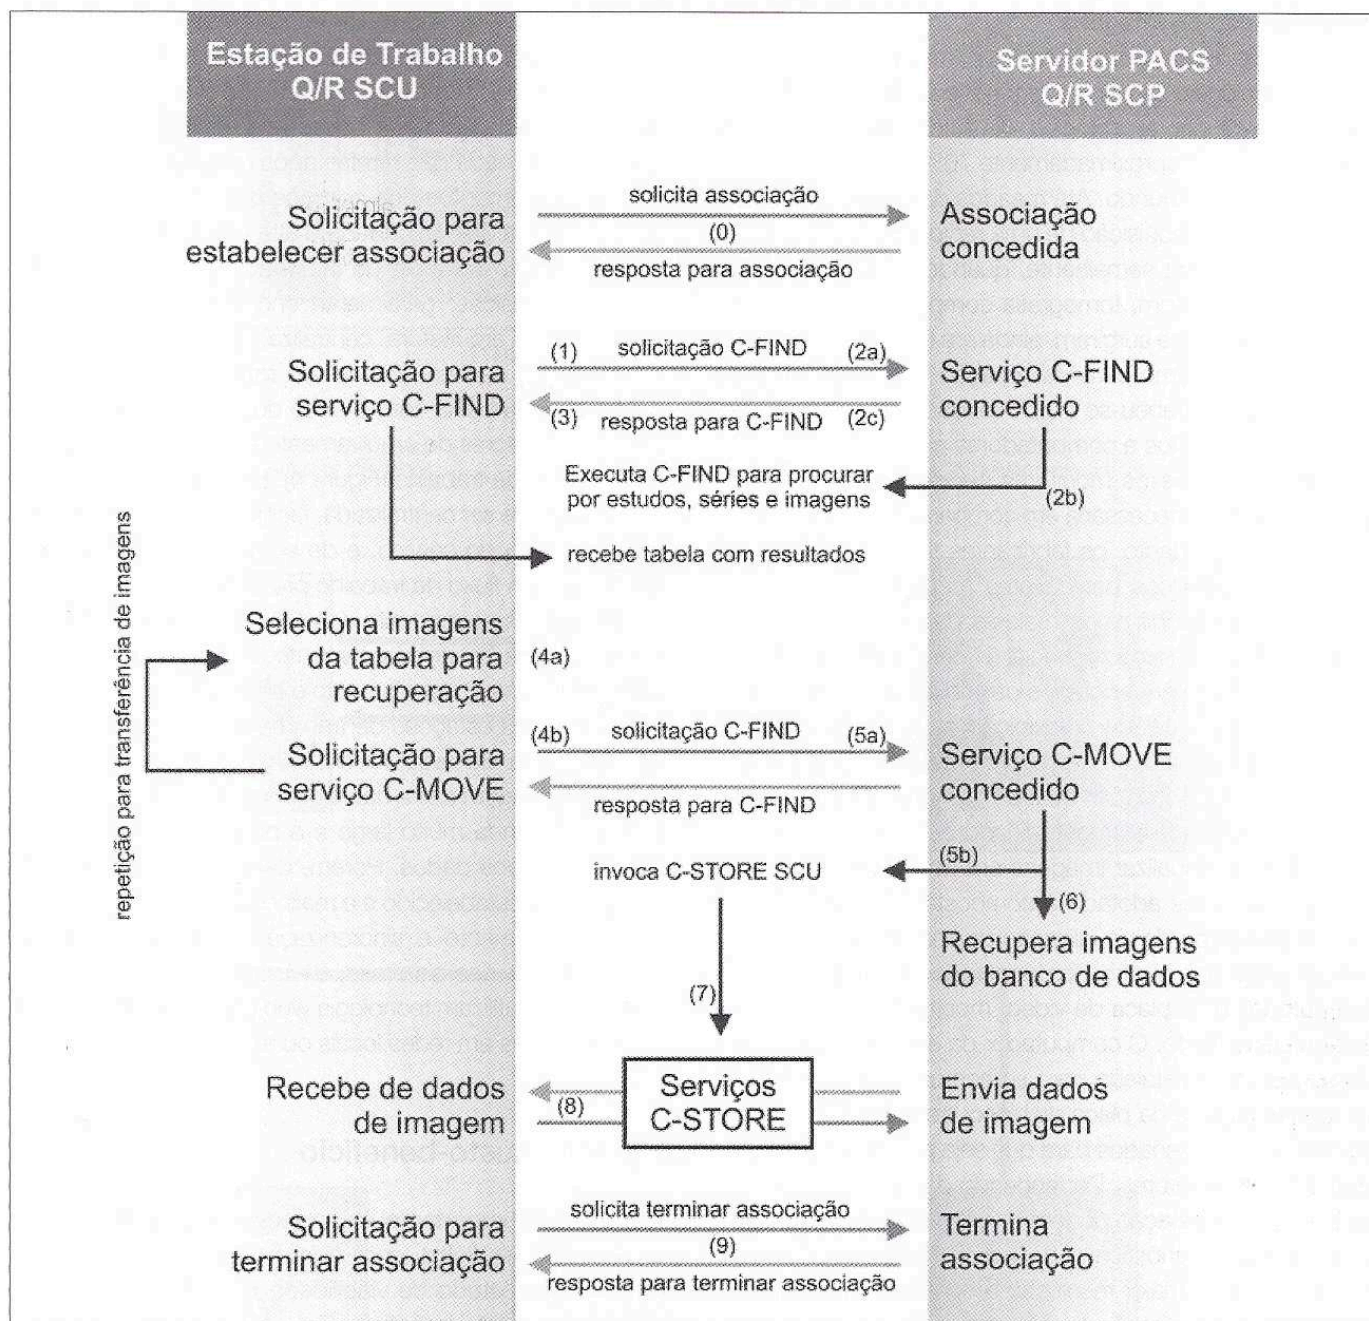 Estação de Trabalho
Q/R SCU
Servidor PACS
Q/R SCP
Solicitação para
estabelecer associação
solicita associação
(0)
resposta para associação
Associação
concedida
Solicitação para
serviço C-FIND
(1)
solicitação C-FIND
(2a)
(3)
resposta para C-FIND
(2c)
Serviço C-FIND
concedido
Executa C-FIND para procurar
por estudos, séries e imagens
(2b)
recebe tabela com resultados
repetição para transferência de imagens
Seleciona imagens
da tabela para
recuperação
(4a)
Solicitação para
serviço C-MOVE
(4b)
solicitação C-FIND
(5a)
resposta para C-FIND
Serviço C-MOVE
concedido
invoca C-STORE SCU
(5b)
(6)
Recupera imagens
do banco de dados
(7)
Recebe de dados
de imagem
(8)
Serviços
C-STORE
Envia dados
de imagem
Solicitação para
terminar associação
solicita terminar associação
(9)
resposta para terminar associação
Termina
associação